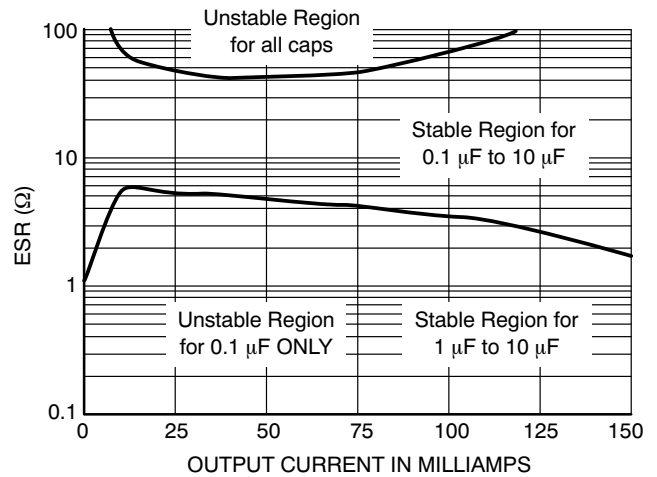 Unstable Region
for all caps
100
Stable Region for
0.1 μF to 10 μF
10
ESR (Ω)
1
Unstable Region
for 0.1 μF ONLY
Stable Region for
1 μF to 10 μF
0.1
0 25 50 75 100 125 150
OUTPUT CURRENT IN MILLIAMPS